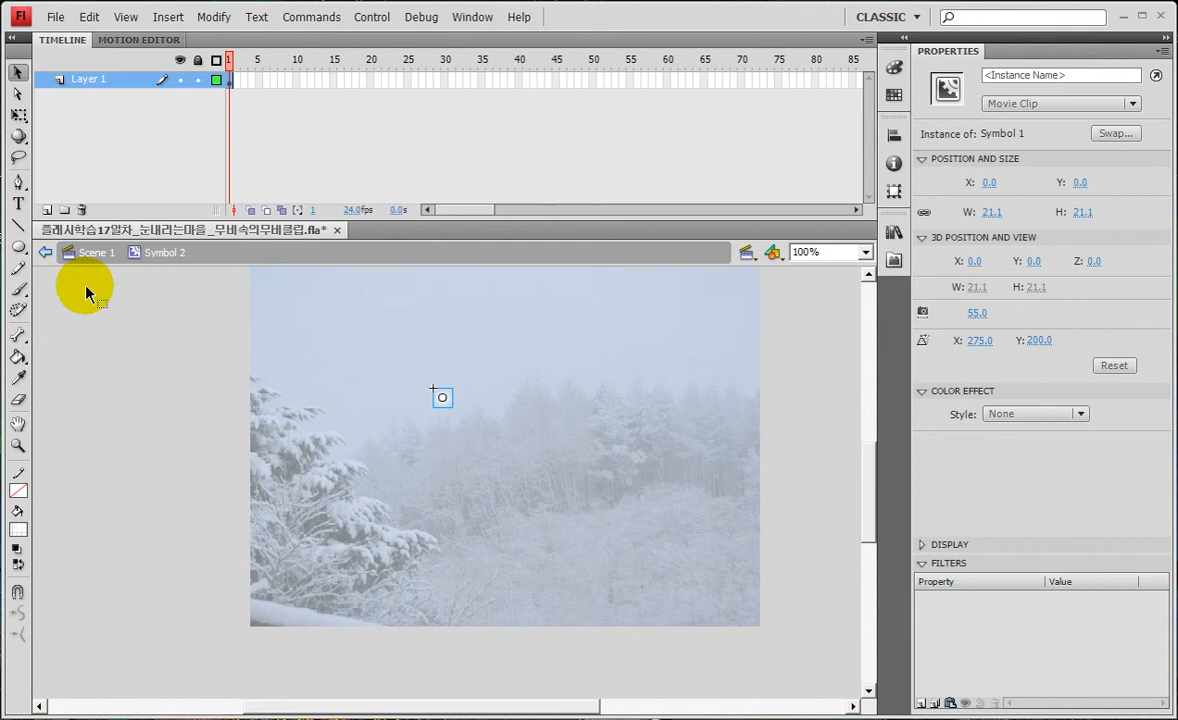 Fl File Edit View Insert Modify Text Commands Control Debug Window Help CLASSIC
TIMELINE MOTION EDITOR
PROPERTIES
1 5 10 15 20 25 30 35 40 45 50 55 60 65 70 75 80 85
Layer 1
<Instance Name>
Movie Clip
Instance of: Symbol 1 Swap...
POSITION AND SIZE
X: 0.0 Y: 0.0
W: 21.1 H: 21.1
1 24.0fps 0.0s
플래시학습17일차_눈내리는마을_무비속의무비클립.fla*
Scene 1 Symbol 2 100%
3D POSITION AND VIEW
X: 0.0 Y: 0.0 Z: 0.0
W: 21.1 H: 21.1
55.0
X: 275.0 Y: 200.0
Reset
COLOR EFFECT
Style: None
DISPLAY
FILTERS
Property Value